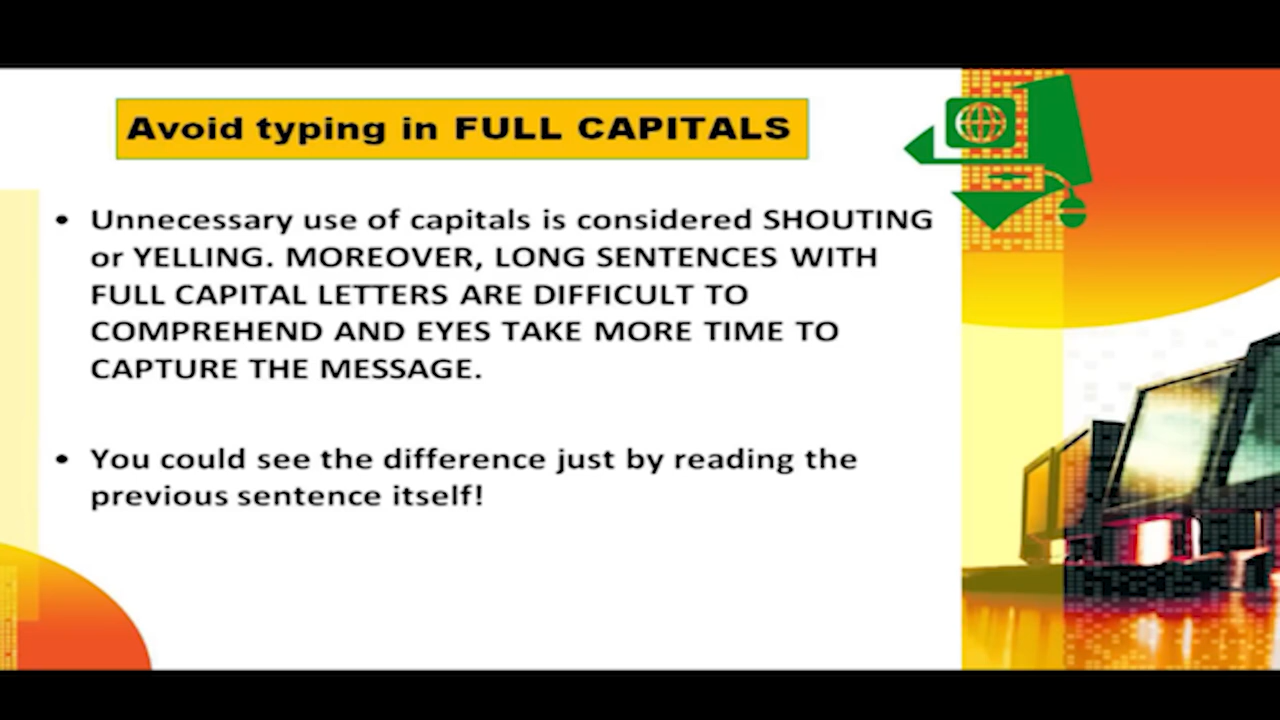 Avoid typing in FULL CAPITALS
• Unnecessary use of capitals is considered SHOUTING
or YELLING. MOREOVER, LONG SENTENCES WITH
FULL CAPITAL LETTERS ARE DIFFICULT TO
COMPREHEND AND EYES TAKE MORE TIME TO
CAPTURE THE MESSAGE.
• You could see the difference just by reading the
previous sentence itself!